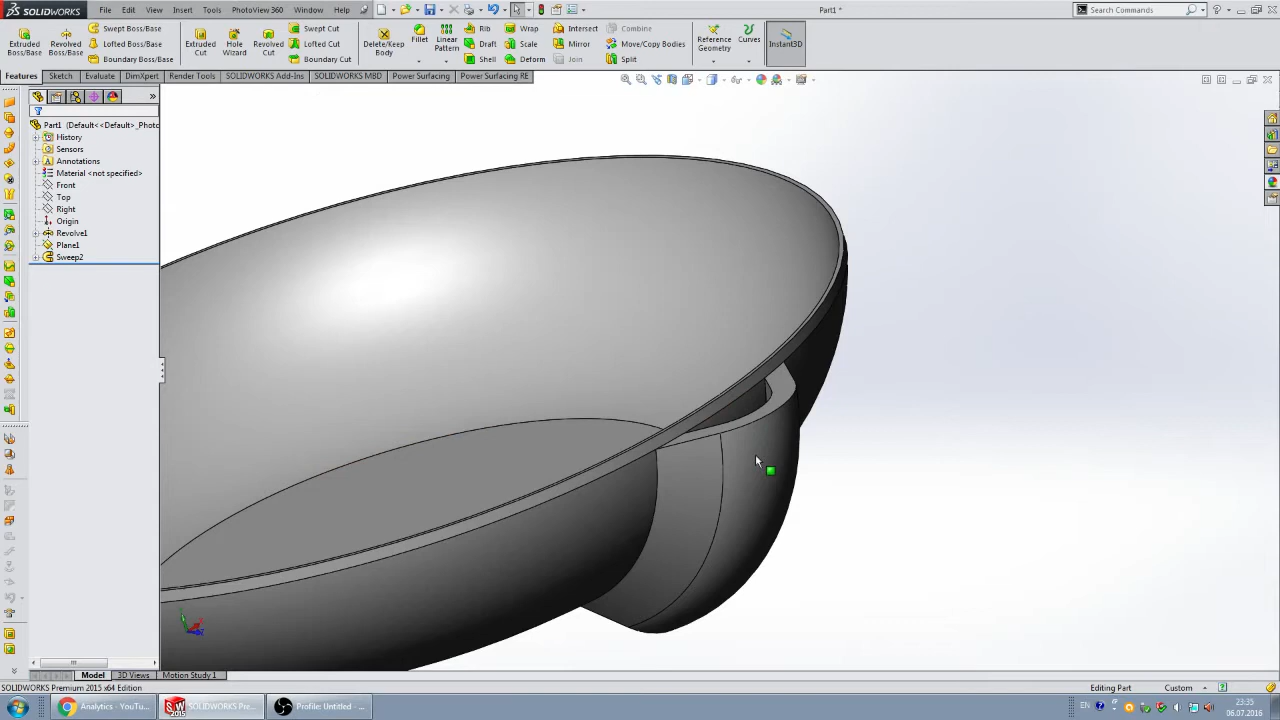 SOLIDWORKS
File Edit View Insert Tools PhotoView 360 Window Help
Part1 *
Search Commands
Extruded Boss/Base
Revolved Boss/Base
Swept Boss/Base
Lofted Boss/Base
Boundary Boss/Base
Extruded Cut
Hole Wizard
Revolved Cut
Swept Cut
Lofted Cut
Boundary Cut
Delete/Keep Body
Fillet
Linear Pattern
Rib
Draft
Shell
Wrap
Scale
Deform
Intersect
Mirror
Join
Combine
Move/Copy Bodies
Split
Reference Geometry
Curves
Instant3D
Features Sketch Evaluate DimXpert Render Tools SOLIDWORKS Add-Ins SOLIDWORKS MBD Power Surfacing Power Surfacing RE
Part1 (Default<<Default>_Photo
History
Sensors
Annotations
Material <not specified>
Front
Top
Right
Origin
Revolve1
Plane1
Sweep2
Model 3D Views Motion Study 1
SOLIDWORKS Premium 2015 x64 Edition
Editing Part
Custom
Analytics - YouTu...
SOLIDWORKS Pre...
Profile: Untitled - ...
EN
23:35
06.07.2016